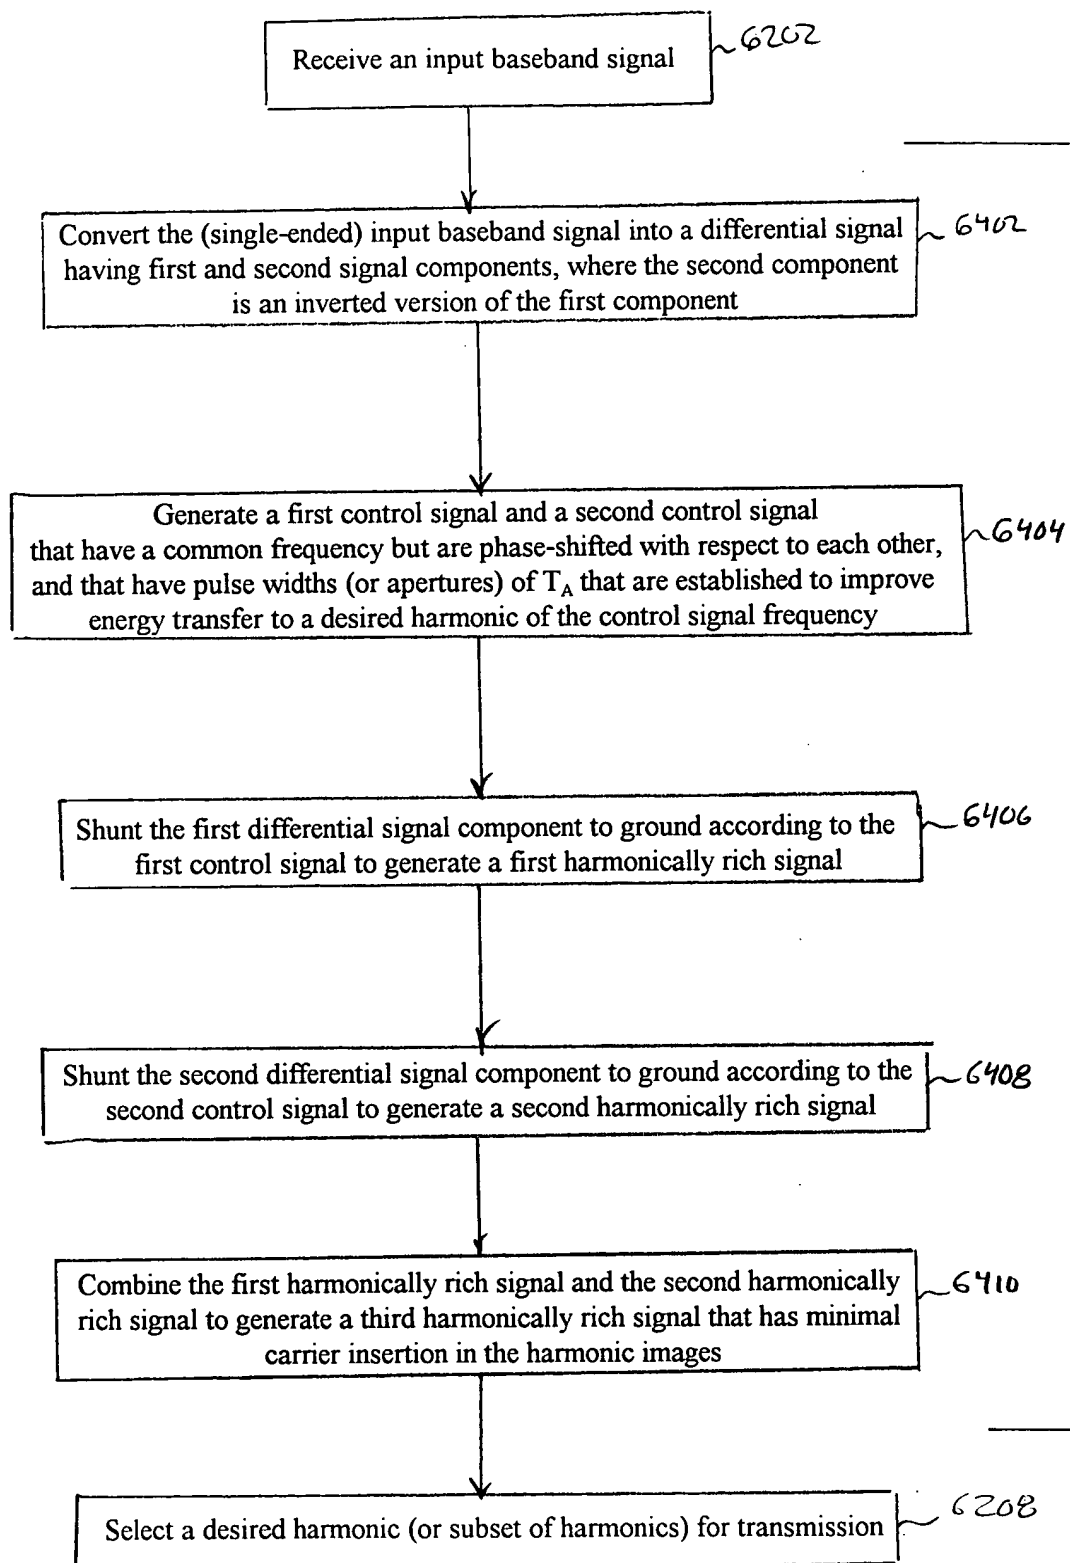 Receive an input baseband signal
6202
Convert the (single-ended) input baseband signal into a differential signal
having first and second signal components, where the second component
is an inverted version of the first component
6402
Generate a first control signal and a second control signal
that have a common frequency but are phase-shifted with respect to each other,
and that have pulse widths (or apertures) of T_A that are established to improve
energy transfer to a desired harmonic of the control signal frequency
6404
Shunt the first differential signal component to ground according to the
first control signal to generate a first harmonically rich signal
6406
Shunt the second differential signal component to ground according to the
second control signal to generate a second harmonically rich signal
6408
Combine the first harmonically rich signal and the second harmonically
rich signal to generate a third harmonically rich signal that has minimal
carrier insertion in the harmonic images
6410
Select a desired harmonic (or subset of harmonics) for transmission
6208